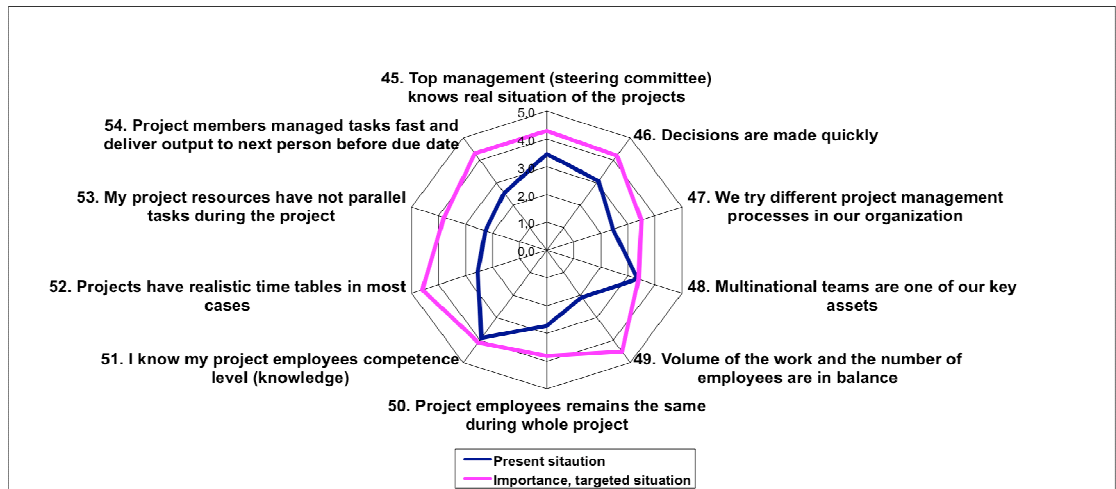 45. Top management (steering committee)
knows real situation of the projects
5,0
4,0
3,0
2,0
1,0
0,0
46. Decisions are made quickly
47. We try different project management
processes in our organization
48. Multinational teams are one of our key
assets
49. Volume of the work and the number of
employees are in balance
50. Project employees remains the same
during whole project
51. I know my project employees competence
level (knowledge)
52. Projects have realistic time tables in most
cases
53. My project resources have not parallel
tasks during the project
54. Project members managed tasks fast and
deliver output to next person before due date
Present sitaution
Importance, targeted situation